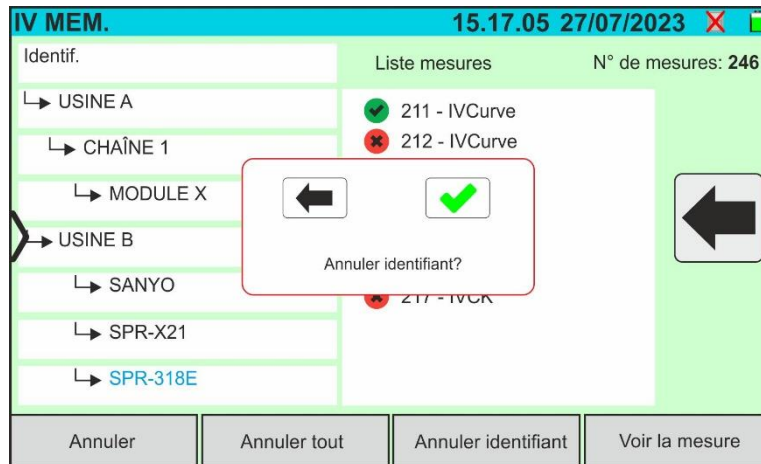 IV MEM. 15.17.05 27/07/2023
Identif.
Liste mesures N° de mesures: 246
USINE A
CHAÎNE 1
MODULE X
USINE B
SANYO
SPR-X21
SPR-318E
211 - IVCurve
212 - IVCurve
Annuler identifiant?
217 - IVCK
Annuler Annuler tout Annuler identifiant Voir la mesure